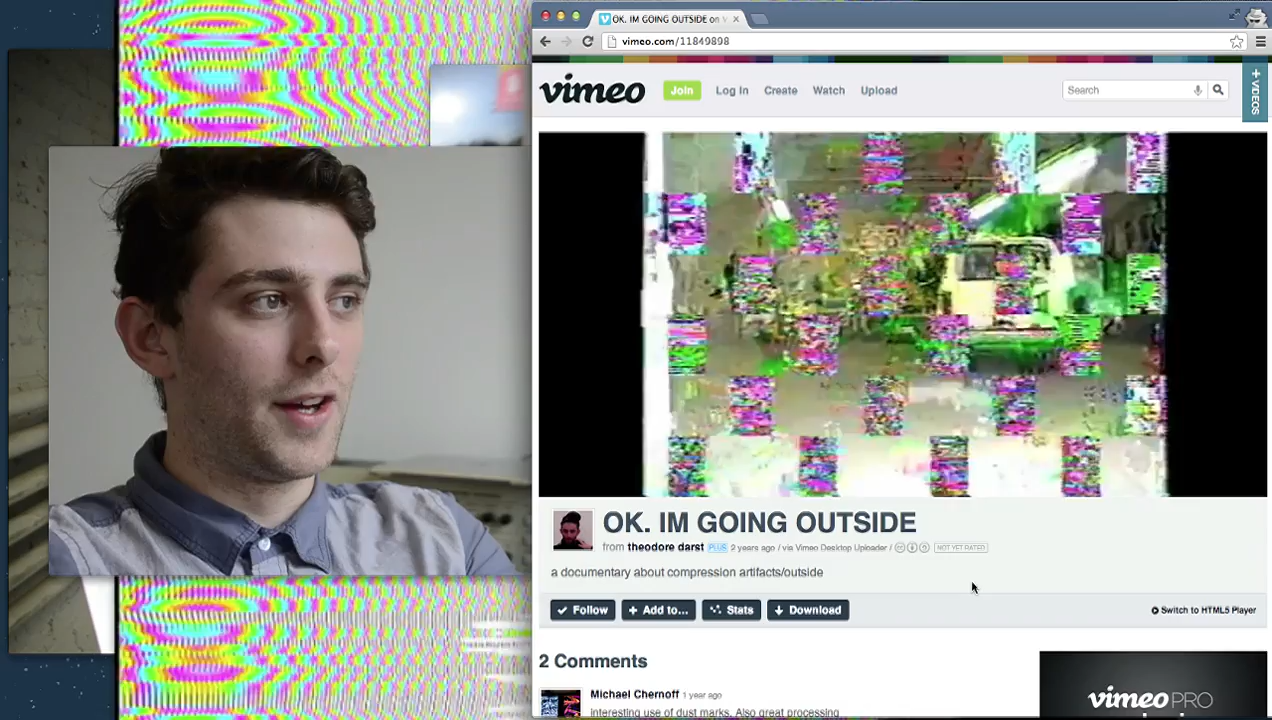 OK. IM GOING OUTSIDE on
vimeo.com/11849898
vimeo
Join
Log In
Create
Watch
Upload
Search
+ VIDEOS
OK. IM GOING OUTSIDE
from theodore darst PLUS 2 years ago / via Vimeo Desktop Uploader / NOT YET RATED
a documentary about compression artifacts/outside
Follow
+ Add to...
Stats
Download
Switch to HTML5 Player
2 Comments
Michael Chernoff 1 year ago
interesting use of dust marks. Also great processing
vimeo PRO